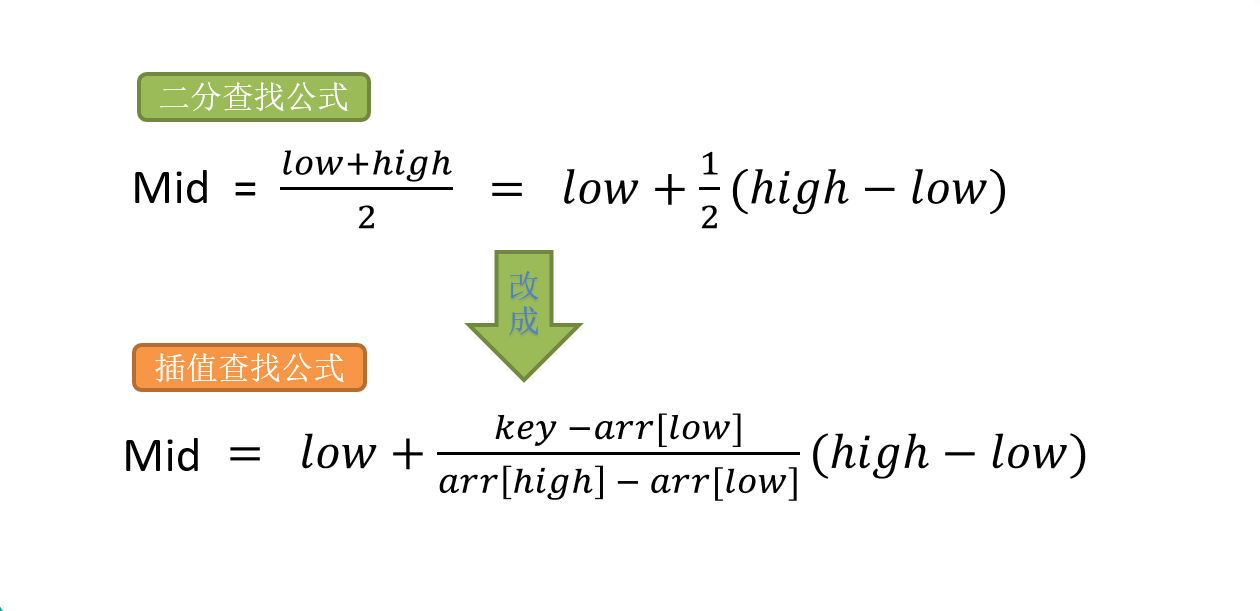 二分查找公式
Mid = \frac{low+high}{2} = low + \frac{1}{2}(high − low)
改
成
插值查找公式
Mid = low + \frac{key −arr[low]}{arr[high] − arr[low]}(high − low)